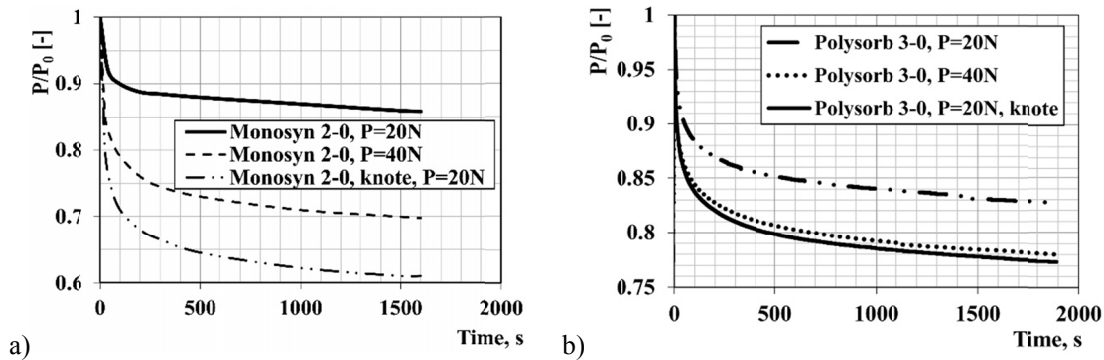 P/P0 [-]
1
0.9
0.8
0.7
0.6
0 500 1000 1500 2000
Time, s
Monosyn 2-0, P=20N
Monosyn 2-0, P=40N
Monosyn 2-0, knote, P=20N
a)
P/P0 [-]
1
0.95
0.9
0.85
0.8
0.75
0 500 1000 1500 2000
Time, s
Polysorb 3-0, P=20N
Polysorb 3-0, P=40N
Polysorb 3-0, P=20N, knote
b)